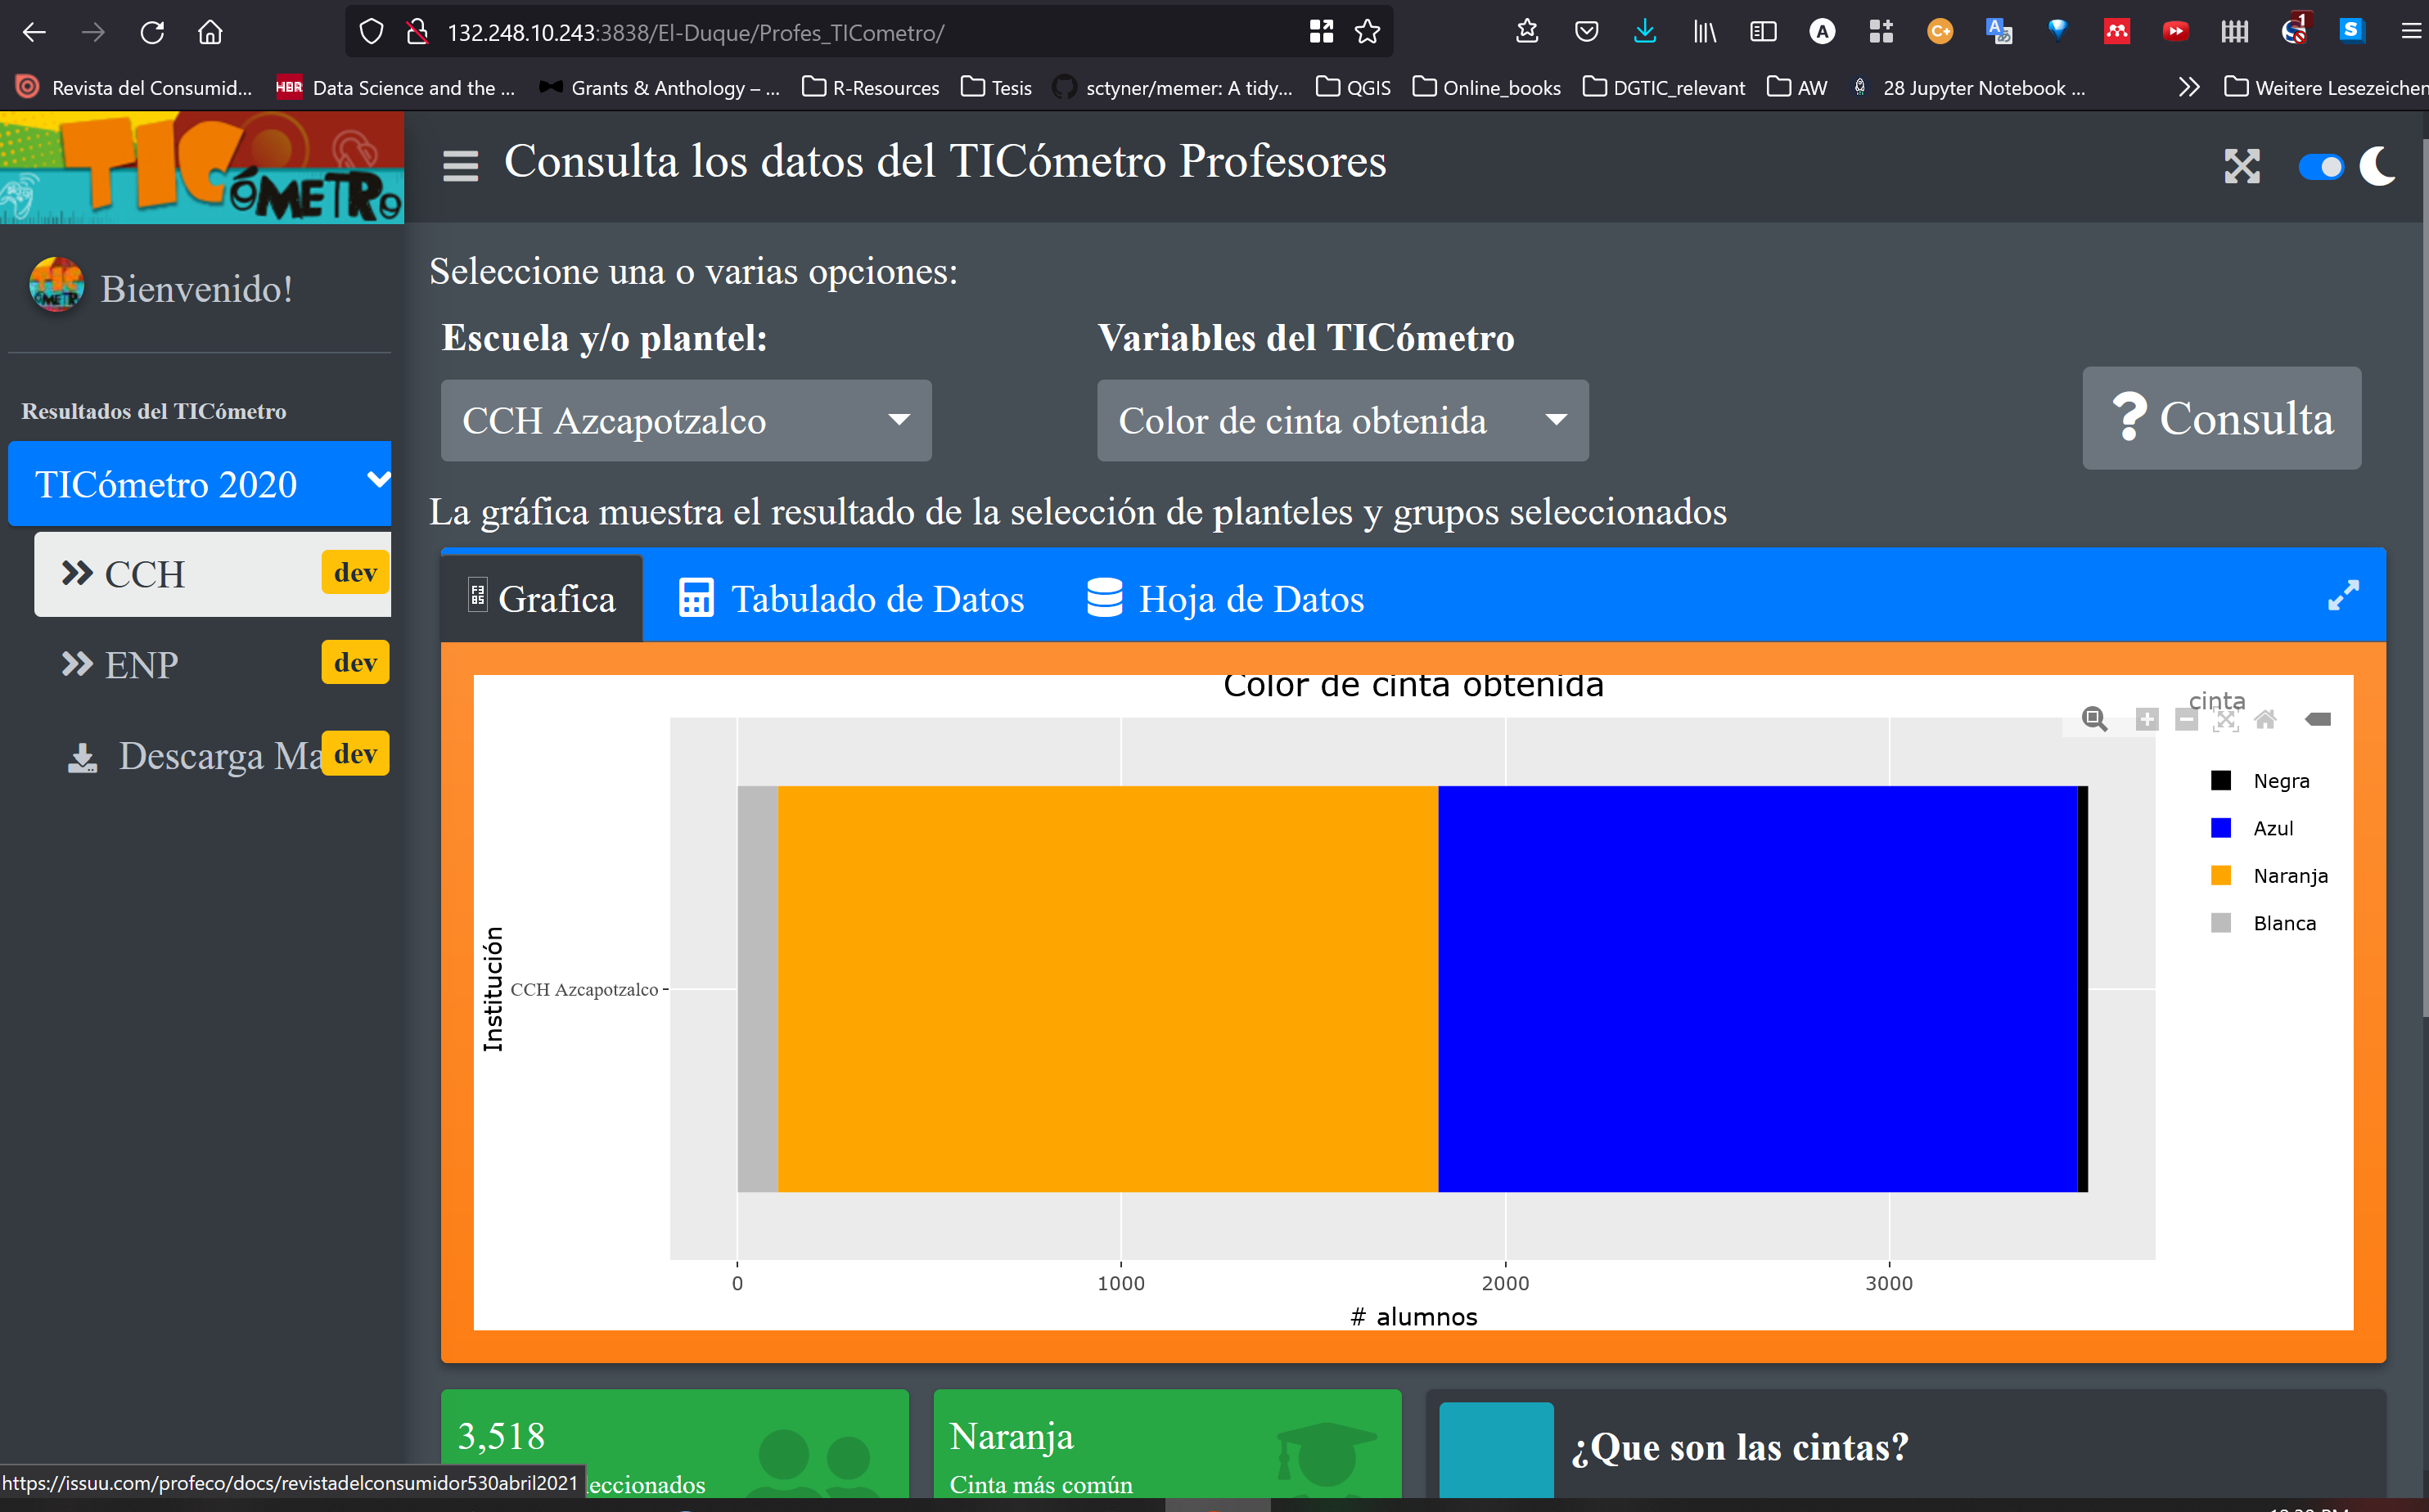 132.248.10.243:3838/El-Duque/Profes_TICometro/
Revista del Consumid...
HBR Data Science and the ...
Grants & Anthology – ...
R-Resources
Tesis
sctyner/memer: A tidy...
QGIS
Online_books
DGTIC_relevant
AW
28 Jupyter Notebook ...
Weitere Lesezeichen
TICÓMETRO
Consulta los datos del TICómetro Profesores
Bienvenido!
Resultados del TICómetro
TICómetro 2020
CCH dev
ENP dev
Descarga Ma dev
Seleccione una o varias opciones:
Escuela y/o plantel:
Variables del TICómetro
CCH Azcapotzalco
Color de cinta obtenida
? Consulta
La gráfica muestra el resultado de la selección de planteles y grupos seleccionados
Grafica
Tabulado de Datos
Hoja de Datos
Color de cinta obtenida
cinta
Negra
Azul
Naranja
Blanca
Institución
CCH Azcapotzalco
0
1000
2000
3000
# alumnos
3,518
leccionados
Naranja
Cinta más común
¿Que son las cintas?
https://issuu.com/profeco/docs/revistadelconsumidor530abril2021